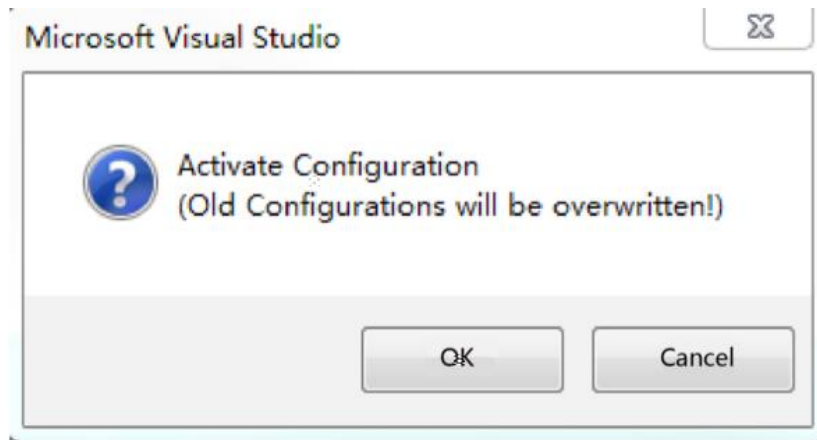 Microsoft Visual Studio
Activate Configuration
(Old Configurations will be overwritten!)
OK
Cancel